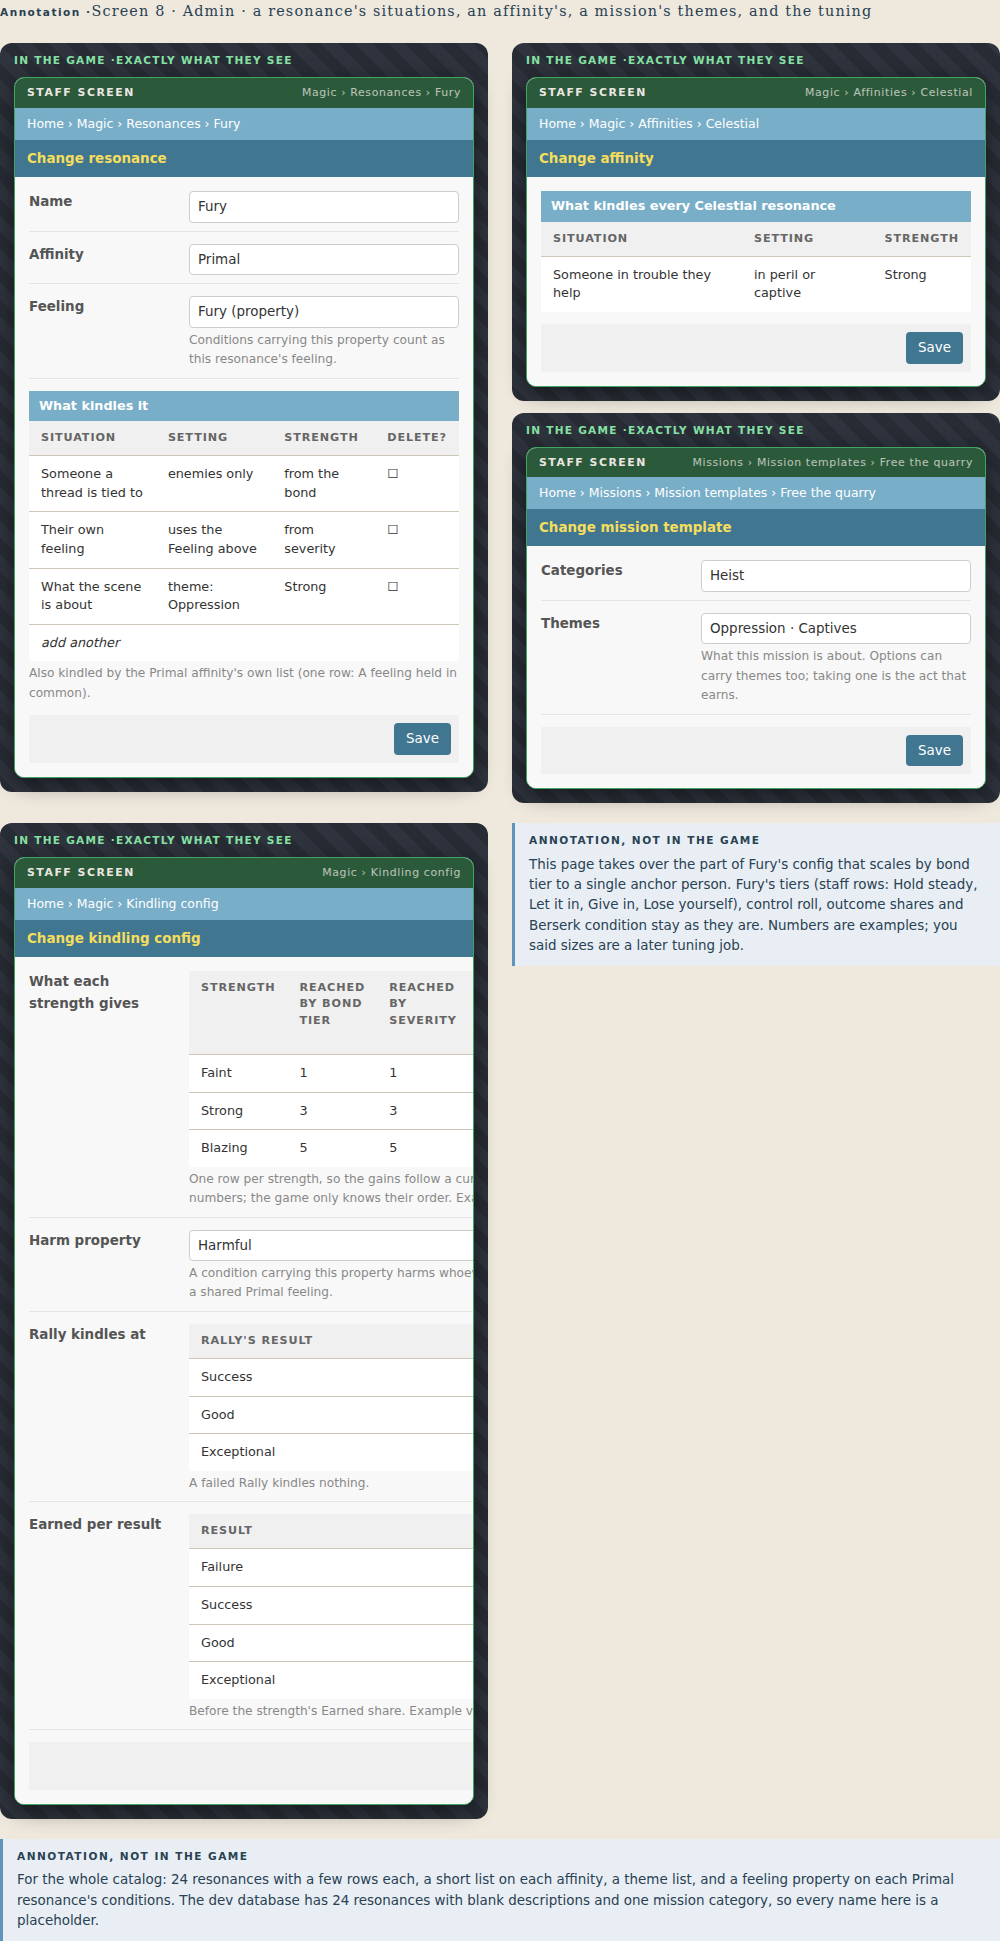 Annotation · Screen 8 · Admin · a resonance's situations, an affinity's, a mission's themes, and the tuning
IN THE GAME · EXACTLY WHAT THEY SEE
STAFF SCREEN
Magic › Resonances › Fury
Home › Magic › Resonances › Fury
Change resonance
Name
Fury
Affinity
Primal
Feeling
Fury (property)
Conditions carrying this property count as
this resonance's feeling.
What kindles it
SITUATION SETTING STRENGTH DELETE?
Someone a thread is tied to enemies only from the bond ☐
Their own feeling uses the Feeling above from severity ☐
What the scene is about theme: Oppression Strong ☐
add another
Also kindled by the Primal affinity's own list (one row: A feeling held in
common).
Save
IN THE GAME · EXACTLY WHAT THEY SEE
STAFF SCREEN
Magic › Affinities › Celestial
Home › Magic › Affinities › Celestial
Change affinity
What kindles every Celestial resonance
SITUATION SETTING STRENGTH
Someone in trouble they help in peril or captive Strong
Save
IN THE GAME · EXACTLY WHAT THEY SEE
STAFF SCREEN
Missions › Mission templates › Free the quarry
Home › Missions › Mission templates › Free the quarry
Change mission template
Categories
Heist
Themes
Oppression · Captives
What this mission is about. Options can
carry themes too; taking one is the act that
earns.
Save
IN THE GAME · EXACTLY WHAT THEY SEE
STAFF SCREEN
Magic › Kindling config
Home › Magic › Kindling config
Change kindling config
What each
strength gives
STRENGTH REACHED BY BOND TIER REACHED BY SEVERITY
Faint 1 1
Strong 3 3
Blazing 5 5
One row per strength, so the gains follow a
numbers; the game only knows their order.
Harm property
Harmful
A condition carrying this property harms
a shared Primal feeling.
Rally kindles at
RALLY'S RESULT
Success
Good
Exceptional
A failed Rally kindles nothing.
Earned per result
RESULT
Failure
Success
Good
Exceptional
Before the strength's Earned share. Example
ANNOTATION, NOT IN THE GAME
This page takes over the part of Fury's config that scales by bond
tier to a single anchor person. Fury's tiers (staff rows: Hold steady,
Let it in, Give in, Lose yourself), control roll, outcome shares and
Berserk condition stay as they are. Numbers are examples; you
said sizes are a later tuning job.
ANNOTATION, NOT IN THE GAME
For the whole catalog: 24 resonances with a few rows each, a short list on each affinity, a theme list, and a feeling property on each Primal
resonance's conditions. The dev database has 24 resonances with blank descriptions and one mission category, so every name here is a
placeholder.